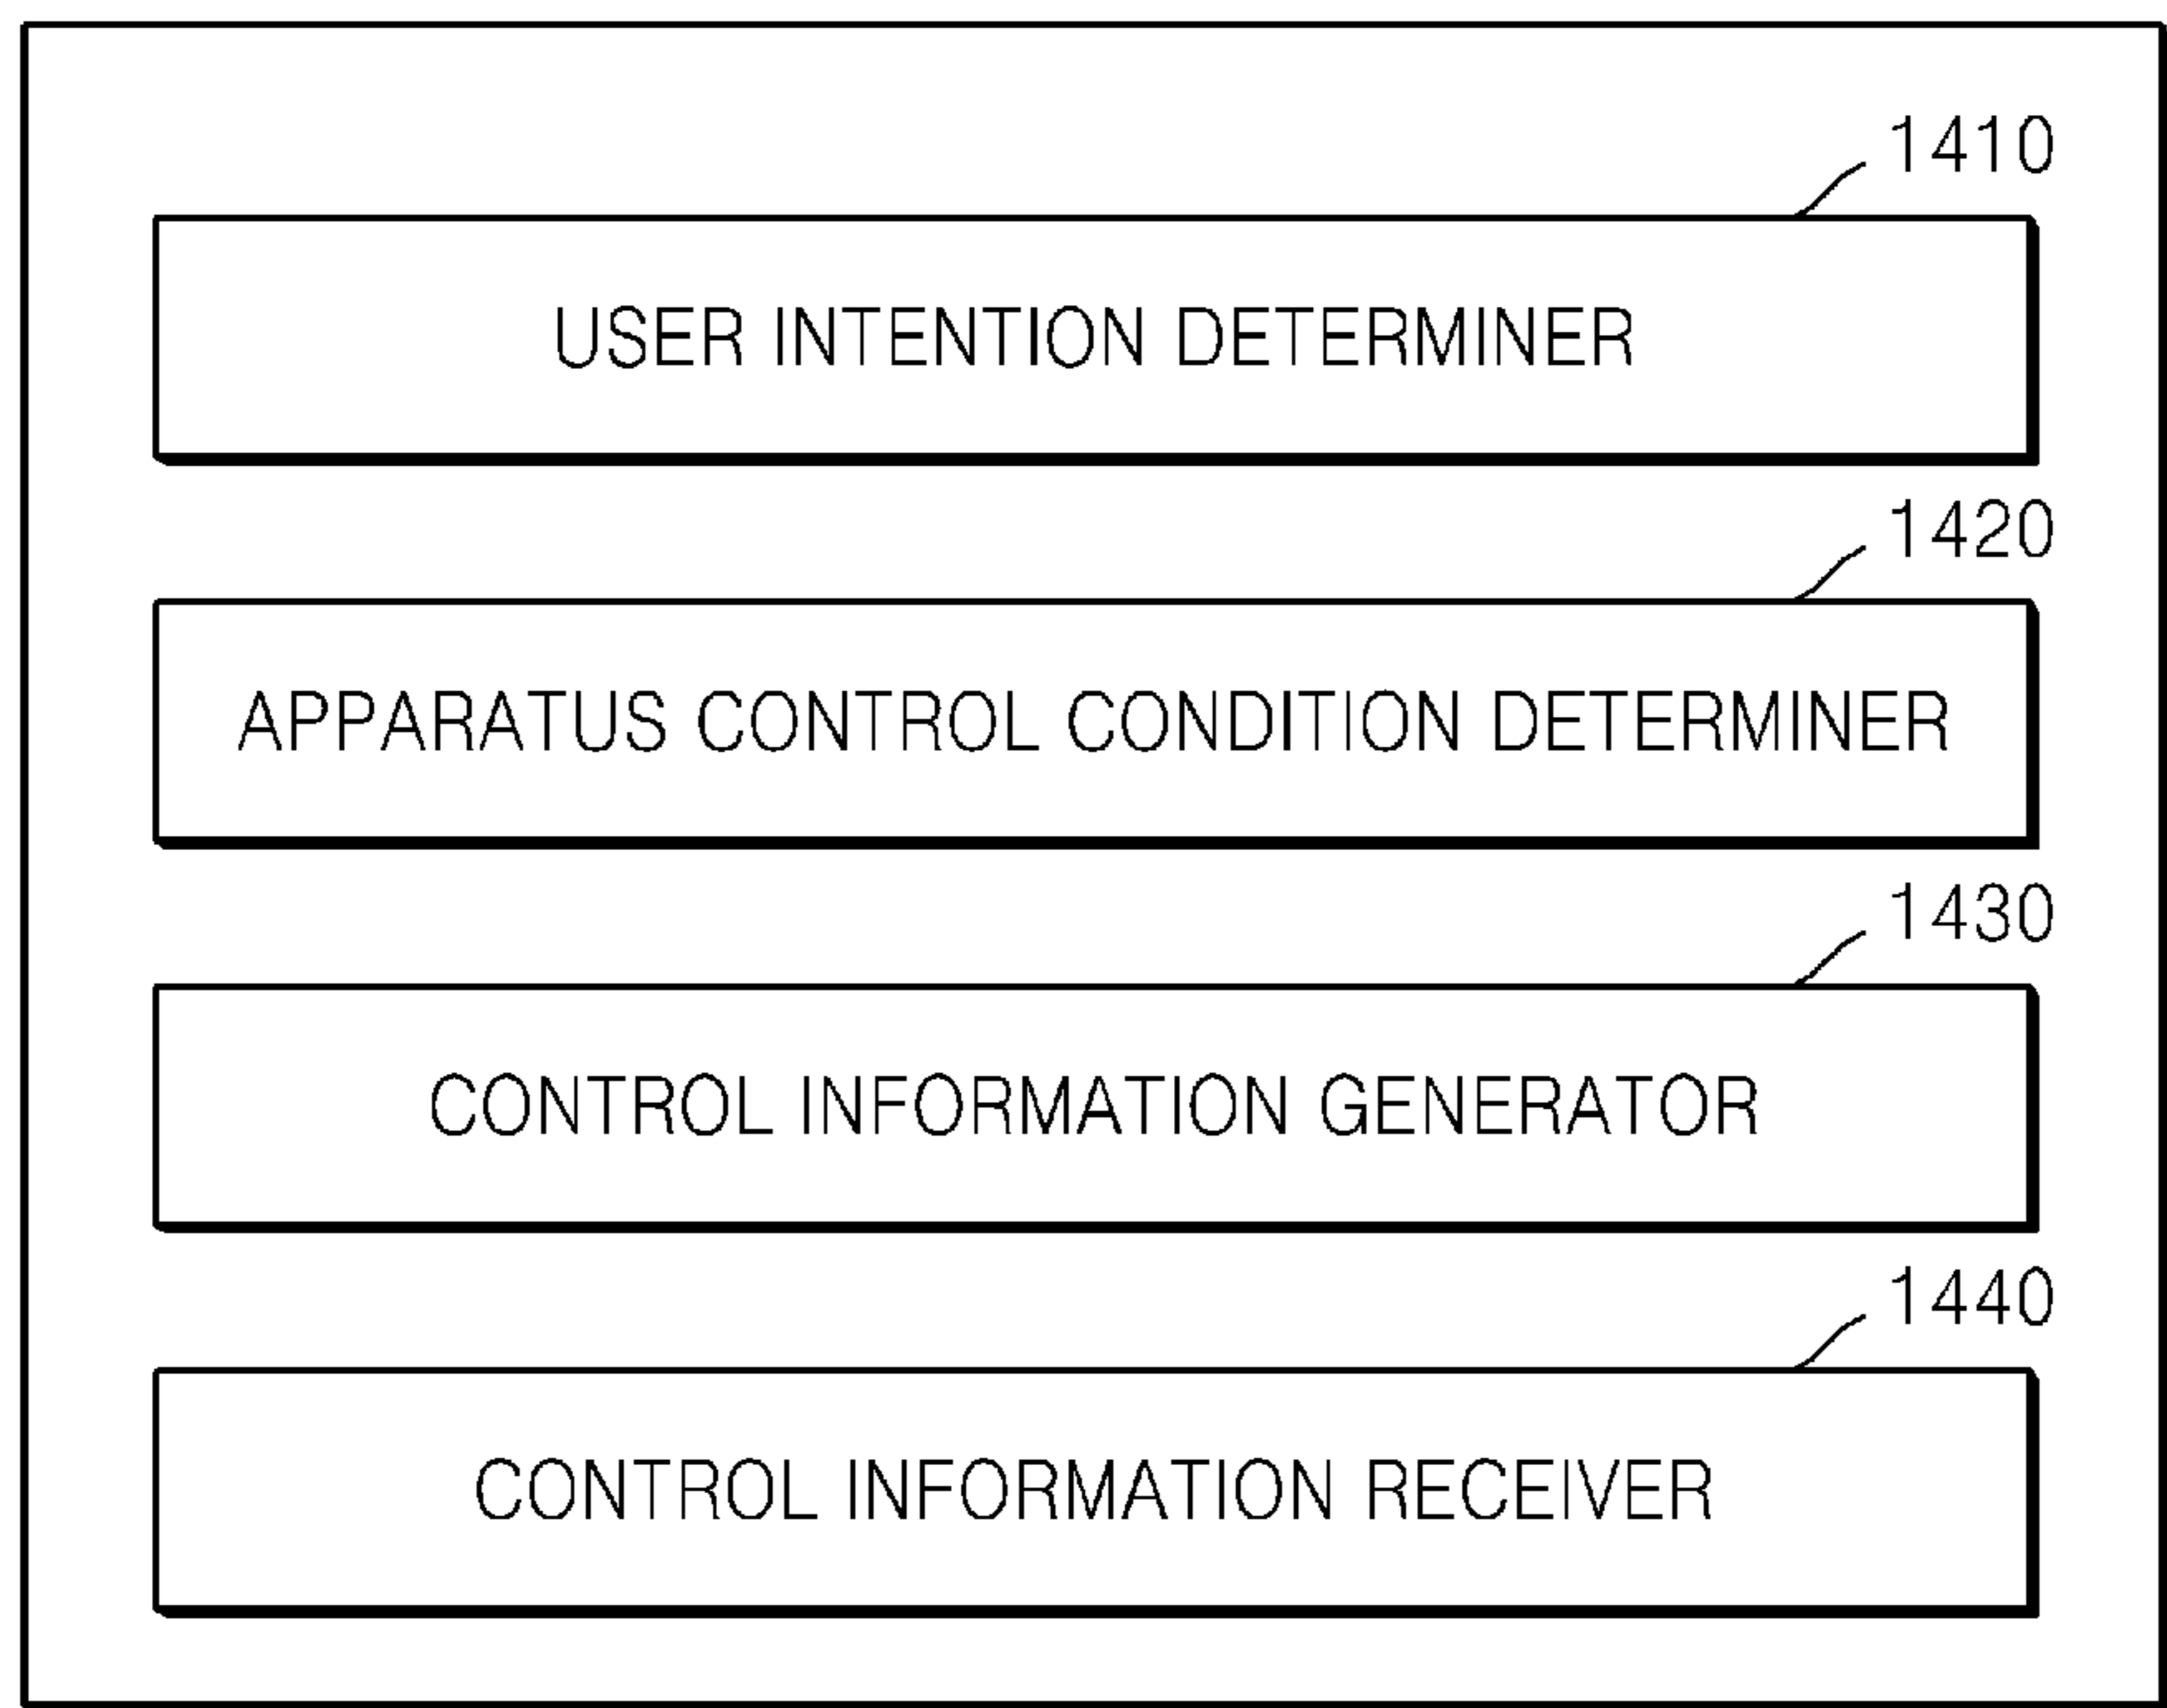 1410
USER INTENTION DETERMINER
1420
APPARATUS CONTROL CONDITION DETERMINER
1430
CONTROL INFORMATION GENERATOR
1440
CONTROL INFORMATION RECEIVER